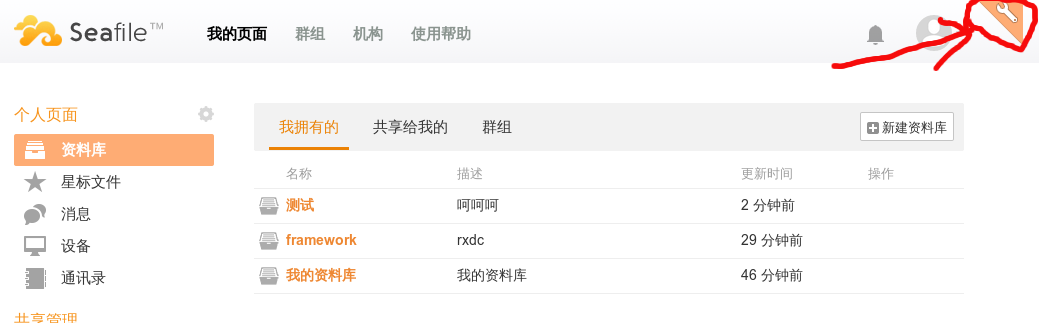 Seafile™
我的页面 群组 机构 使用帮助
个人页面
资料库
星标文件
消息
设备
通讯录
共享管理
我拥有的 共享给我的 群组
新建资料库
名称 描述 更新时间 操作
测试 呵呵呵 2 分钟前
framework rxdc 29 分钟前
我的资料库 我的资料库 46 分钟前